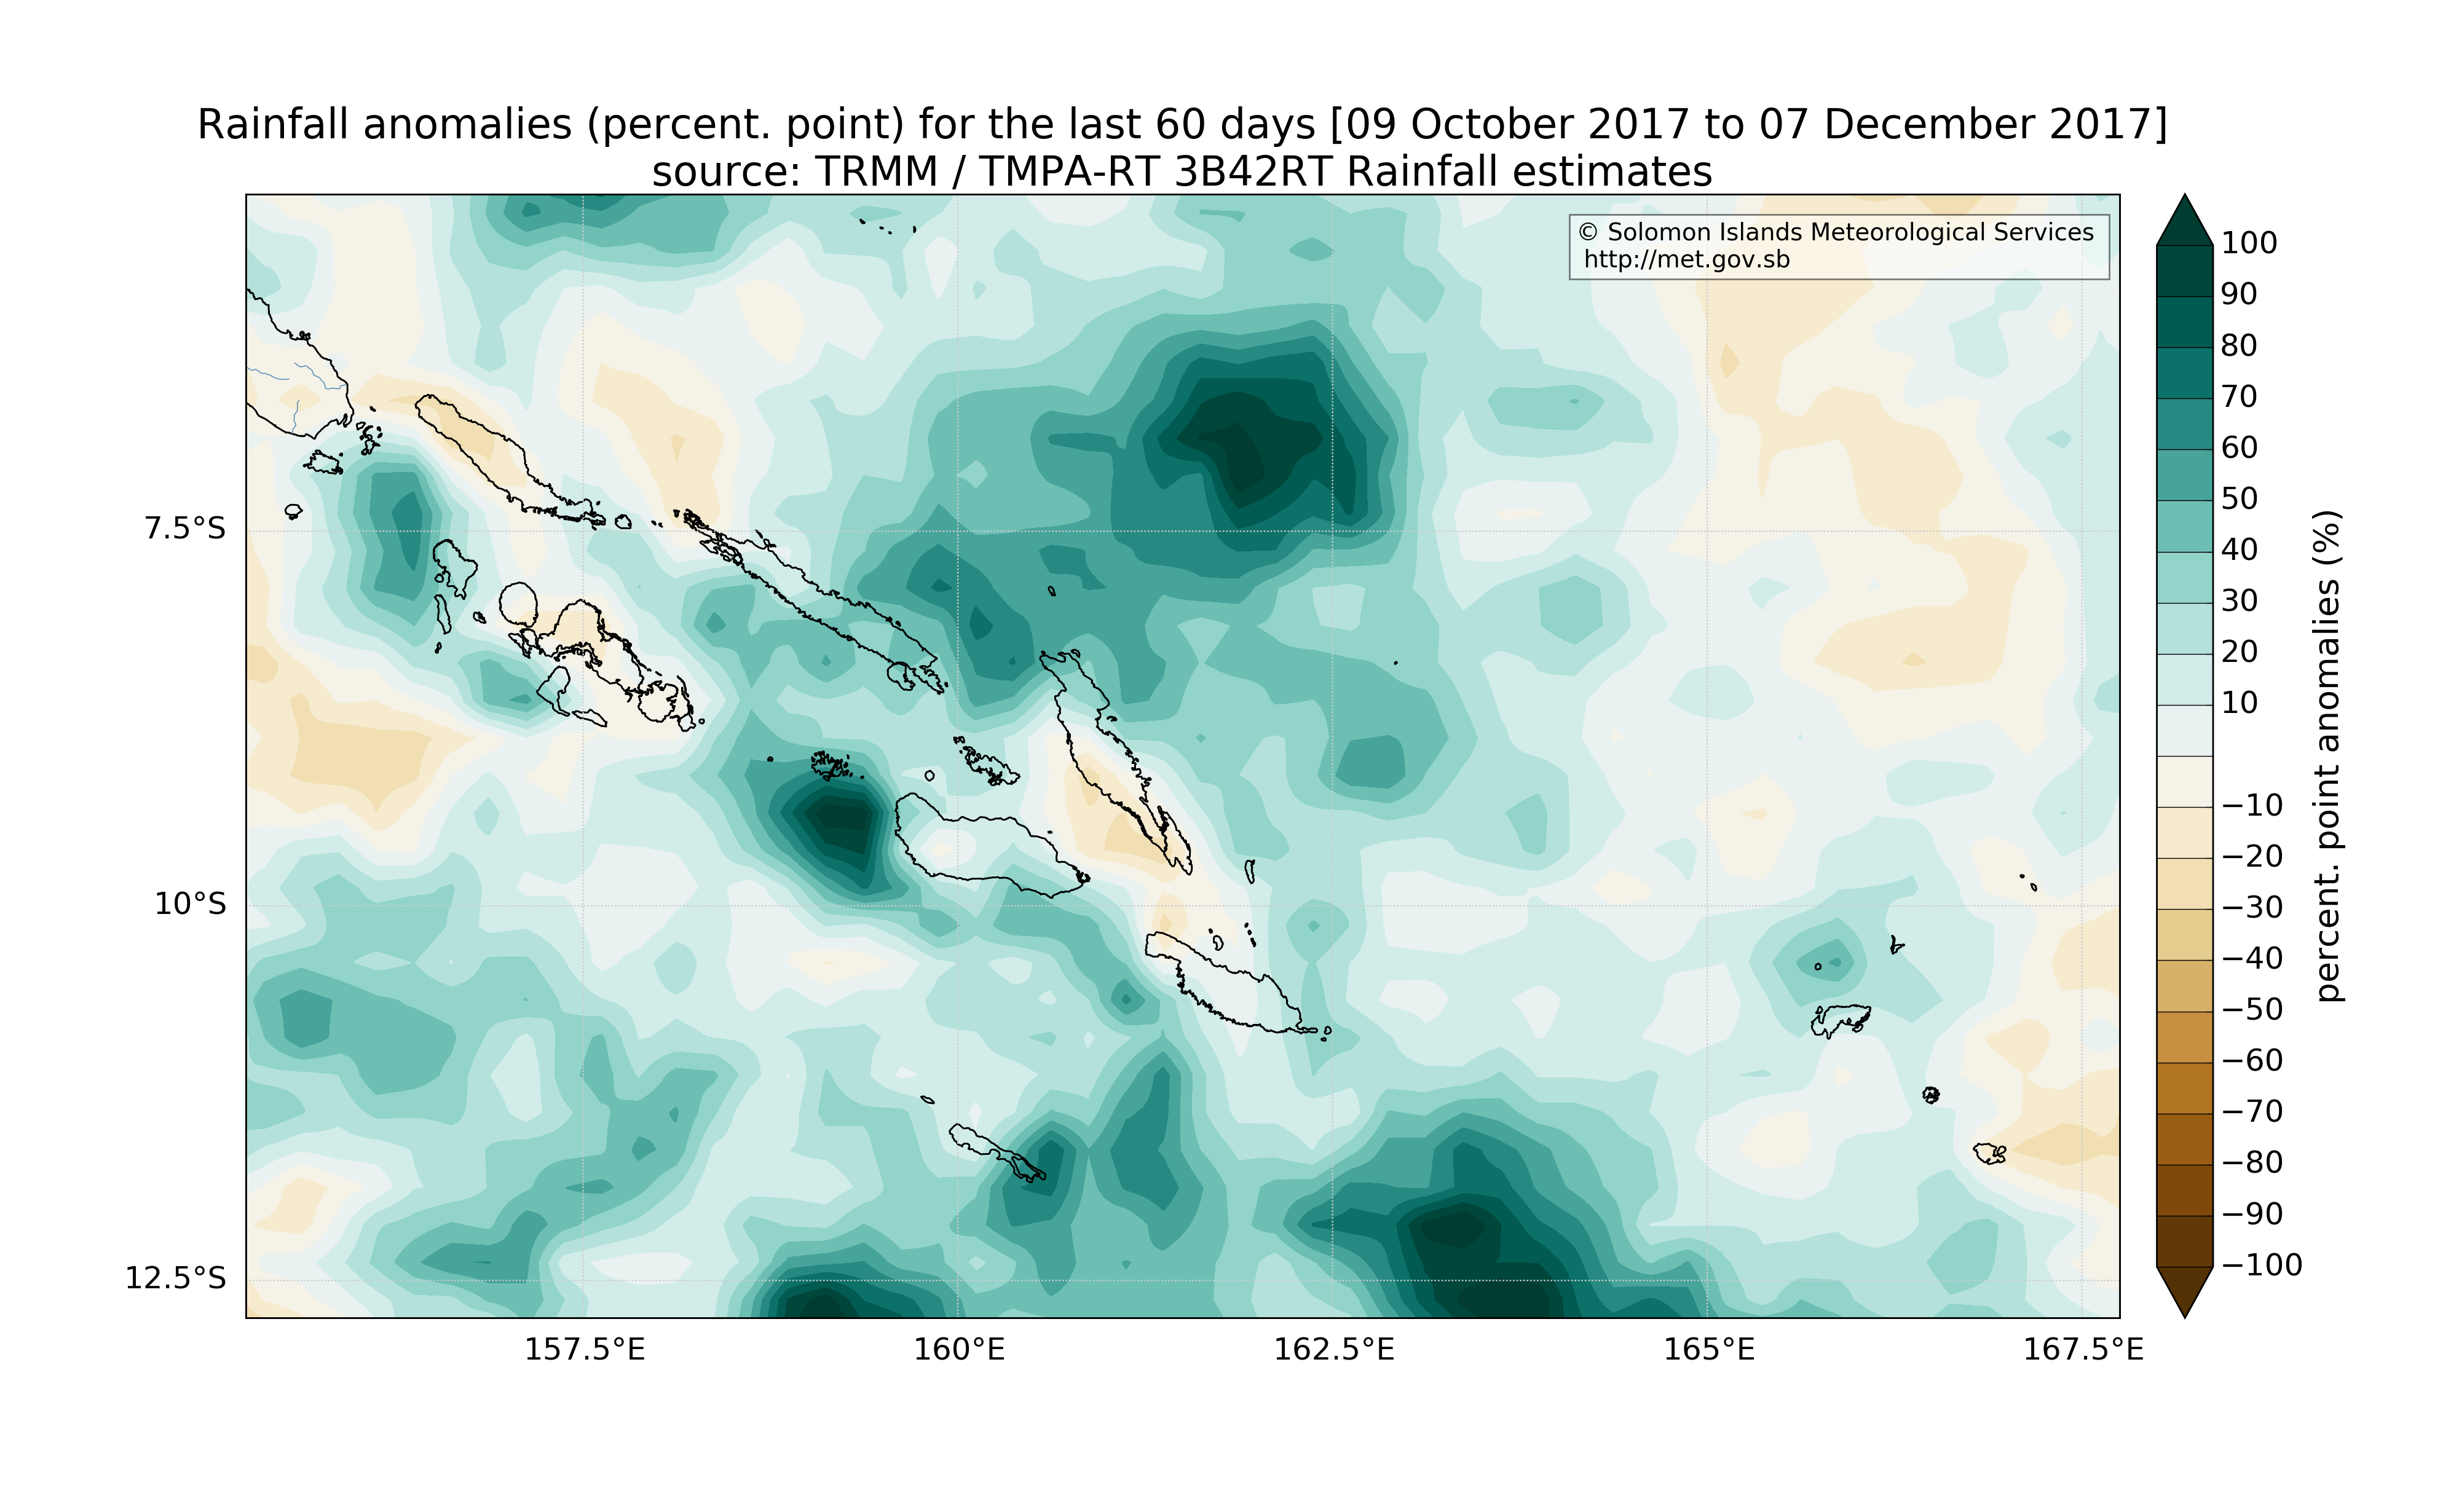 Rainfall anomalies (percent. point) for the last 60 days [09 October 2017 to 07 December 2017]
source: TRMM / TMPA-RT 3B42RT Rainfall estimates
© Solomon Islands Meteorological Services
http://met.gov.sb
7.5°S
10°S
12.5°S
157.5°E
160°E
162.5°E
165°E
167.5°E
100
90
80
70
60
50
40
30
20
10
−10
−20
−30
−40
−50
−60
−70
−80
−90
−100
percent. point anomalies (%)